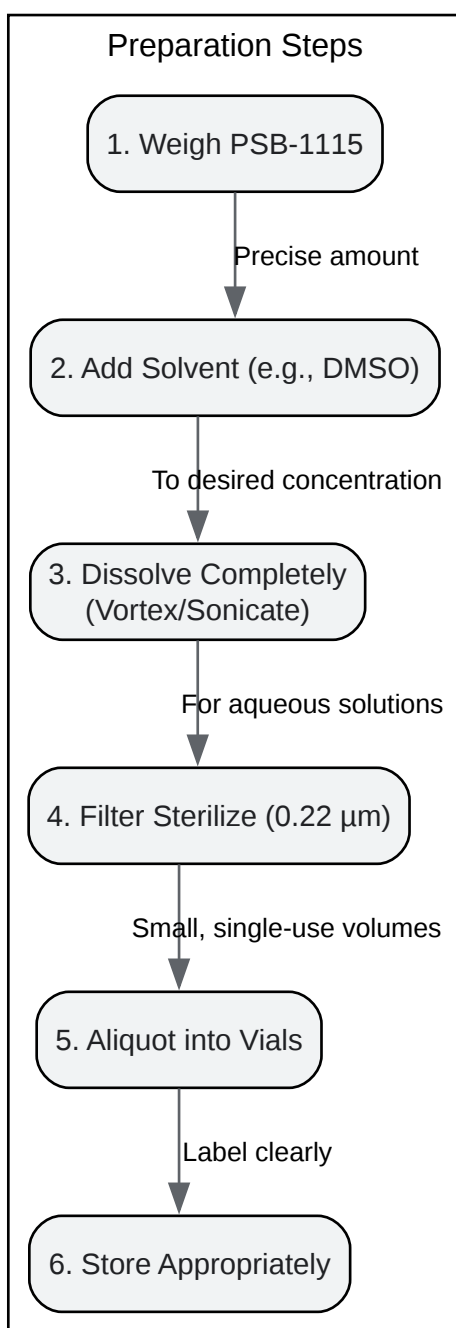 Preparation Steps
1. Weigh PSB-1115
Precise amount
2. Add Solvent (e.g., DMSO)
To desired concentration
3. Dissolve Completely
(Vortex/Sonicate)
For aqueous solutions
4. Filter Sterilize (0.22 µm)
Small, single-use volumes
5. Aliquot into Vials
Label clearly
6. Store Appropriately